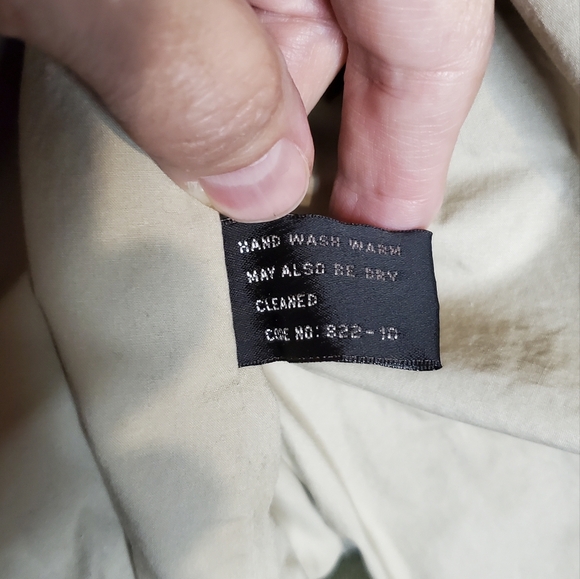 HAND WASH WARM
MAY ALSO BE DRY
CLEANED
CODE NO: 822-10